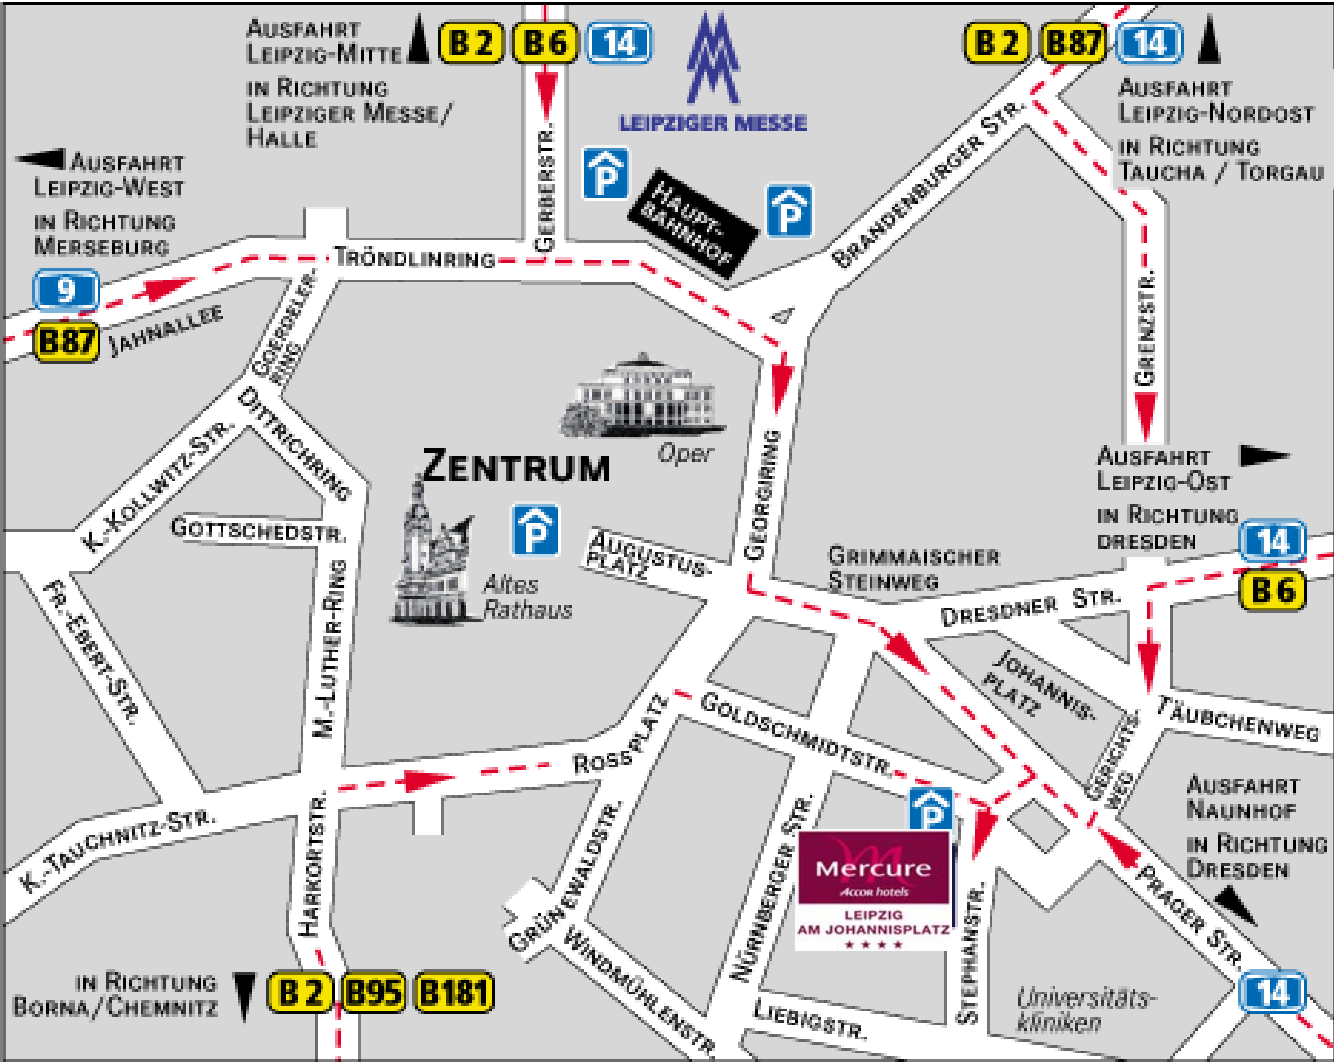 AUSFAHRT
LEIPZIG-MITTE
B 2
B 6
14
IN RICHTUNG
LEIPZIGER MESSE/
HALLE
LEIPZIGER MESSE
B 2
B87
14
AUSFAHRT
LEIPZIG-NORDOST
IN RICHTUNG
TAUCHA / TORGAU
AUSFAHRT
LEIPZIG-WEST
IN RICHTUNG
MERSEBURG
9
B87
JAHNALLEE
GERBERSTR.
P
HAUPT-
BAHNHOF
P
BRANDENBURGER STR.
TRÖNDLINRING
GOERDELER-
RING
GRENZSTR.
DITTRICHRING
K.-KOLLWITZ-STR.
GOTTSCHEDSTR.
Oper
ZENTRUM
P
Altes
Rathaus
GEORGIRING
AUGUSTUS-
PLATZ
GRIMMAISCHER
STEINWEG
AUSFAHRT
LEIPZIG-OST
IN RICHTUNG
DRESDEN
14
B 6
DRESDNER STR.
FR.-EBERT-STR.
M.-LUTHER-RING
JOHANNIS-
PLATZ
TÄUBCHENWEG
GERICHTS-
WEG
ROSSPLATZ
GOLDSCHMIDTSTR.
AUSFAHRT
NAUNHOF
IN RICHTUNG
DRESDEN
K.-TAUCHNITZ-STR.
HARKORTSTR.
GRÜNEWALDSTR.
NÜRNBERGER STR.
P
Mercure
ACCOR hotels
LEIPZIG
AM JOHANNISPLATZ
STEPHANSTR.
PRAGER STR.
WINDMÜHLENSTR.
LIEBIGSTR.
Universitäts-
kliniken
14
IN RICHTUNG
BORNA/CHEMNITZ
B 2
B95
B181